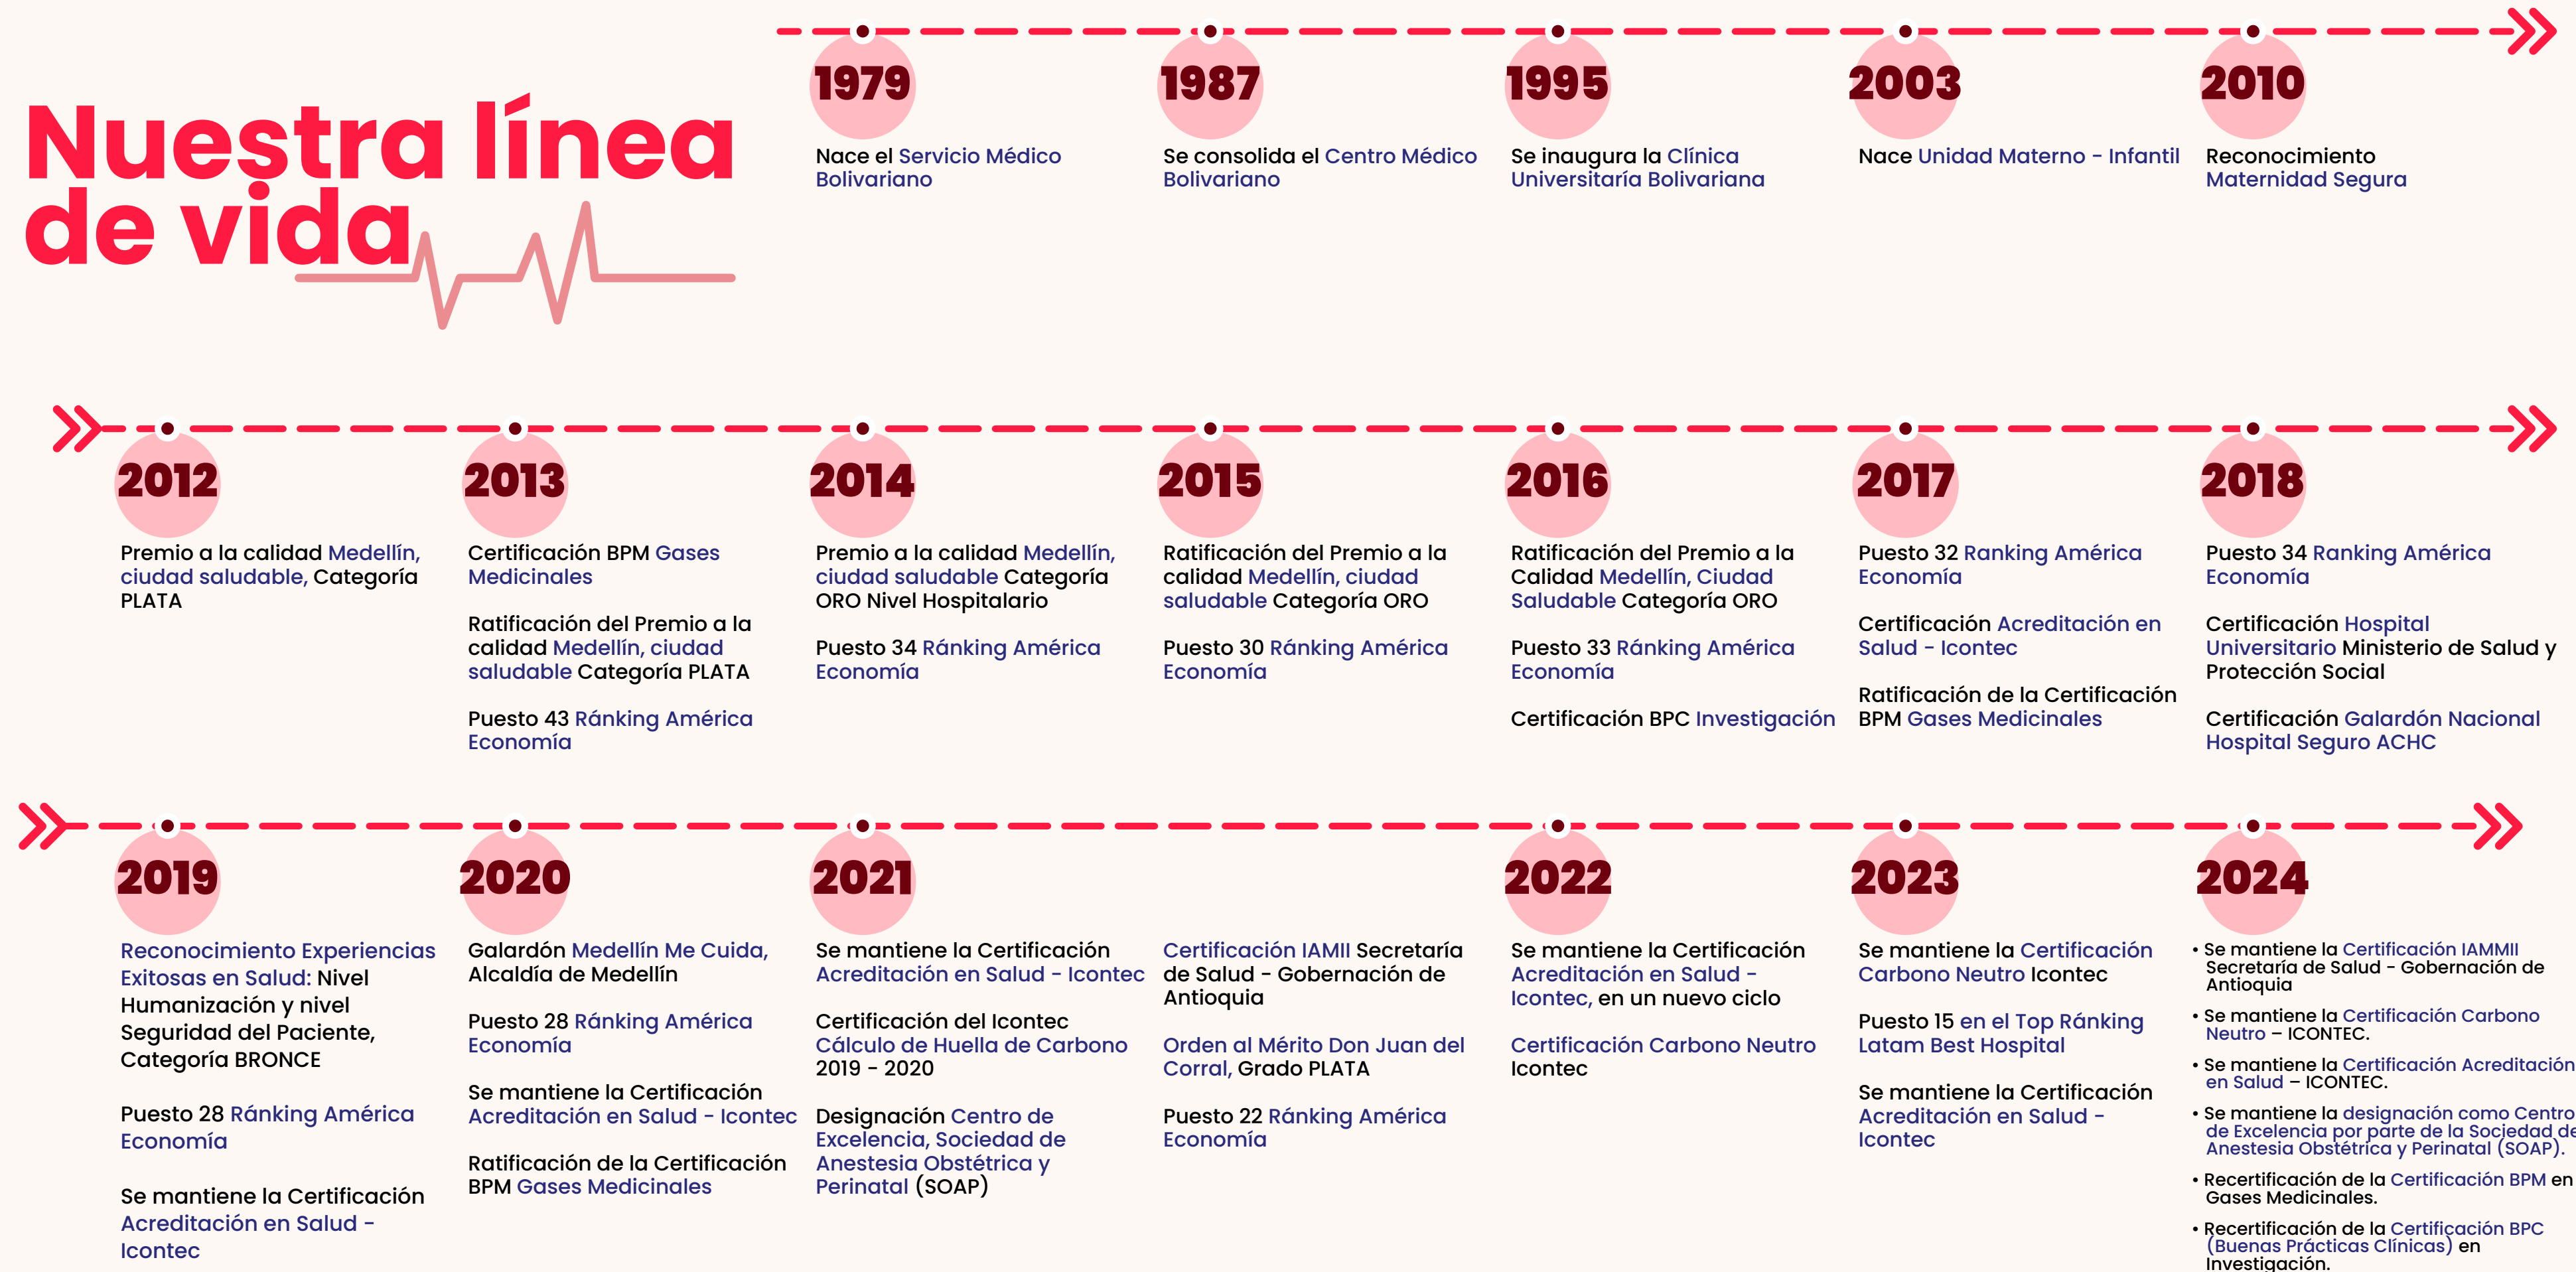 Nuestra línea
de vida
1979
Nace el Servicio Médico
Bolivariano
1987
Se consolida el Centro Médico
Bolivariano
1995
Se inaugura la Clínica
Universitaría Bolivariana
2003
Nace Unidad Materno - Infantil
2010
Reconocimiento
Maternidad Segura
2012
Premio a la calidad Medellín,
ciudad saludable, Categoría
PLATA
2013
Certificación BPM Gases
Medicinales
Ratificación del Premio a la
calidad Medellín, ciudad
saludable Categoría PLATA
Puesto 43 Ránking América
Economía
2014
Premio a la calidad Medellín,
ciudad saludable Categoría
ORO Nivel Hospitalario
Puesto 34 Ránking América
Economía
2015
Ratificación del Premio a la
calidad Medellín, ciudad
saludable Categoría ORO
Puesto 30 Ránking América
Economía
2016
Ratificación del Premio a la
Calidad Medellín, Ciudad
Saludable Categoría ORO
Puesto 33 Ránking América
Economía
Certificación BPC Investigación
2017
Puesto 32 Ranking América
Economía
Certificación Acreditación en
Salud - Icontec
Ratificación de la Certificación
BPM Gases Medicinales
2018
Puesto 34 Ranking América
Economía
Certificación Hospital
Universitario Ministerio de Salud y
Protección Social
Certificación Galardón Nacional
Hospital Seguro ACHC
2019
Reconocimiento Experiencias
Exitosas en Salud: Nivel
Humanización y nivel
Seguridad del Paciente,
Categoría BRONCE
Puesto 28 Ránking América
Economía
Se mantiene la Certificación
Acreditación en Salud -
Icontec
2020
Galardón Medellín Me Cuida,
Alcaldía de Medellín
Puesto 28 Ránking América
Economía
Se mantiene la Certificación
Acreditación en Salud - Icontec
Ratificación de la Certificación
BPM Gases Medicinales
2021
Se mantiene la Certificación
Acreditación en Salud - Icontec
Certificación del Icontec
Cálculo de Huella de Carbono
2019 - 2020
Designación Centro de
Excelencia, Sociedad de
Anestesia Obstétrica y
Perinatal (SOAP)
Certificación IAMII Secretaría
de Salud - Gobernación de
Antioquia
Orden al Mérito Don Juan del
Corral, Grado PLATA
Puesto 22 Ránking América
Economía
2022
Se mantiene la Certificación
Acreditación en Salud -
Icontec, en un nuevo ciclo
Certificación Carbono Neutro
Icontec
2023
Se mantiene la Certificación
Carbono Neutro Icontec
Puesto 15 en el Top Ránking
Latam Best Hospital
Se mantiene la Certificación
Acreditación en Salud -
Icontec
2024
• Se mantiene la Certificación IAMMII
Secretaría de Salud - Gobernación de
Antioquia
• Se mantiene la Certificación Carbono
Neutro – ICONTEC.
• Se mantiene la Certificación Acreditación
en Salud – ICONTEC.
• Se mantiene la designación como Centro
de Excelencia por parte de la Sociedad de
Anestesia Obstétrica y Perinatal (SOAP).
• Recertificación de la Certificación BPM en
Gases Medicinales.
• Recertificación de la Certificación BPC
(Buenas Prácticas Clínicas) en
Investigación.